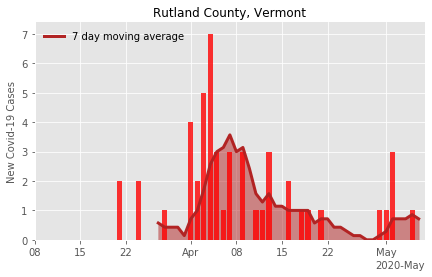 Rutland County, Vermont
7 day moving average
New Covid-19 Cases
7
6
5
4
3
2
1
0
08 15 22 Apr 08 15 22 May
2020-May